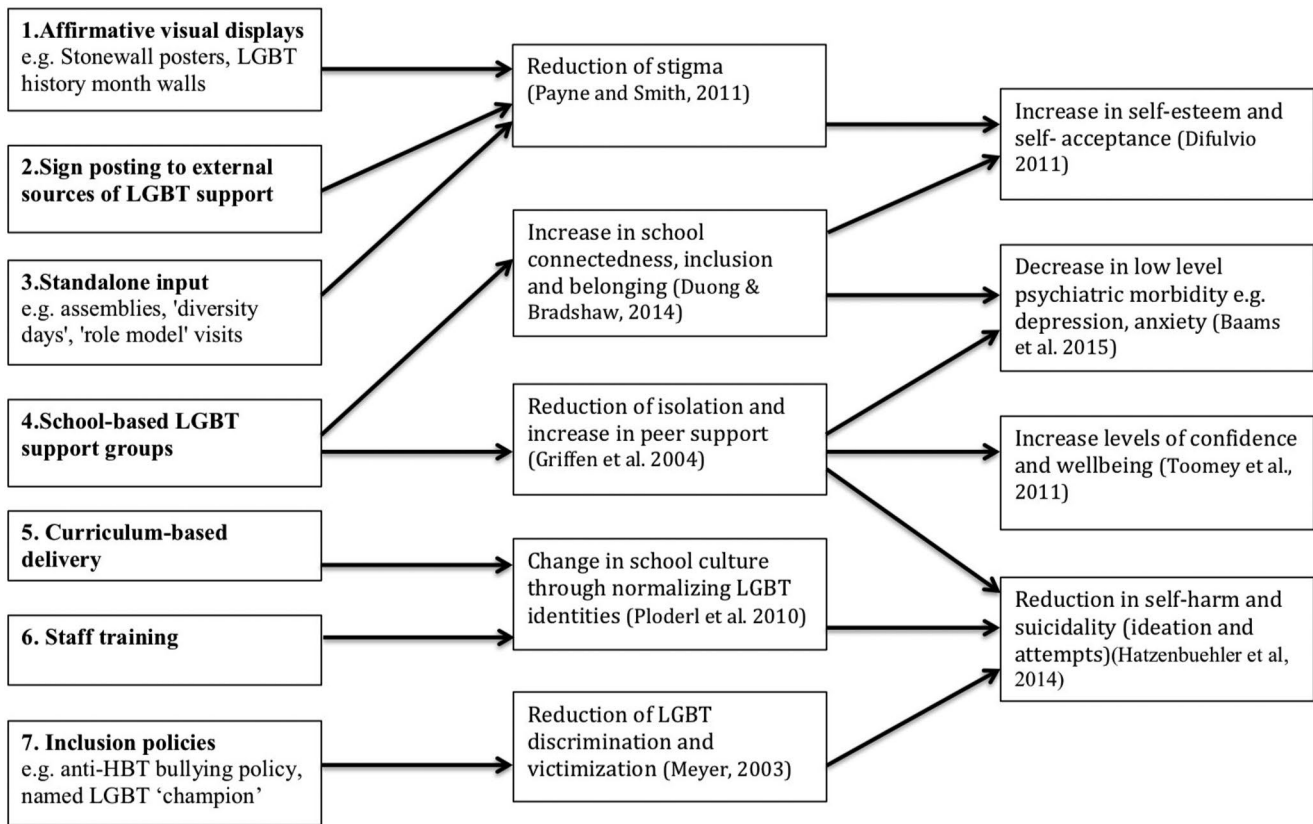 1.Affirmative visual displays
e.g. Stonewall posters, LGBT
history month walls
2.Sign posting to external
sources of LGBT support
3.Standalone input
e.g. assemblies, 'diversity
days', 'role model' visits
4.School-based LGBT
support groups
5. Curriculum-based
delivery
6. Staff training
7. Inclusion policies
e.g. anti-HBT bullying policy,
named LGBT ‘champion’
Reduction of stigma
(Payne and Smith, 2011)
Increase in school
connectedness, inclusion
and belonging (Duong &
Bradshaw, 2014)
Reduction of isolation and
increase in peer support
(Griffen et al. 2004)
Change in school culture
through normalizing LGBT
identities (Ploderl et al. 2010)
Reduction of LGBT
discrimination and
victimization (Meyer, 2003)
Increase in self-esteem and
self- acceptance (Difulvio
2011)
Decrease in low level
psychiatric morbidity e.g.
depression, anxiety (Baams
et al. 2015)
Increase levels of confidence
and wellbeing (Toomey et al.,
2011)
Reduction in self-harm and
suicidality (ideation and
attempts)(Hatzenbuehler et al,
2014)